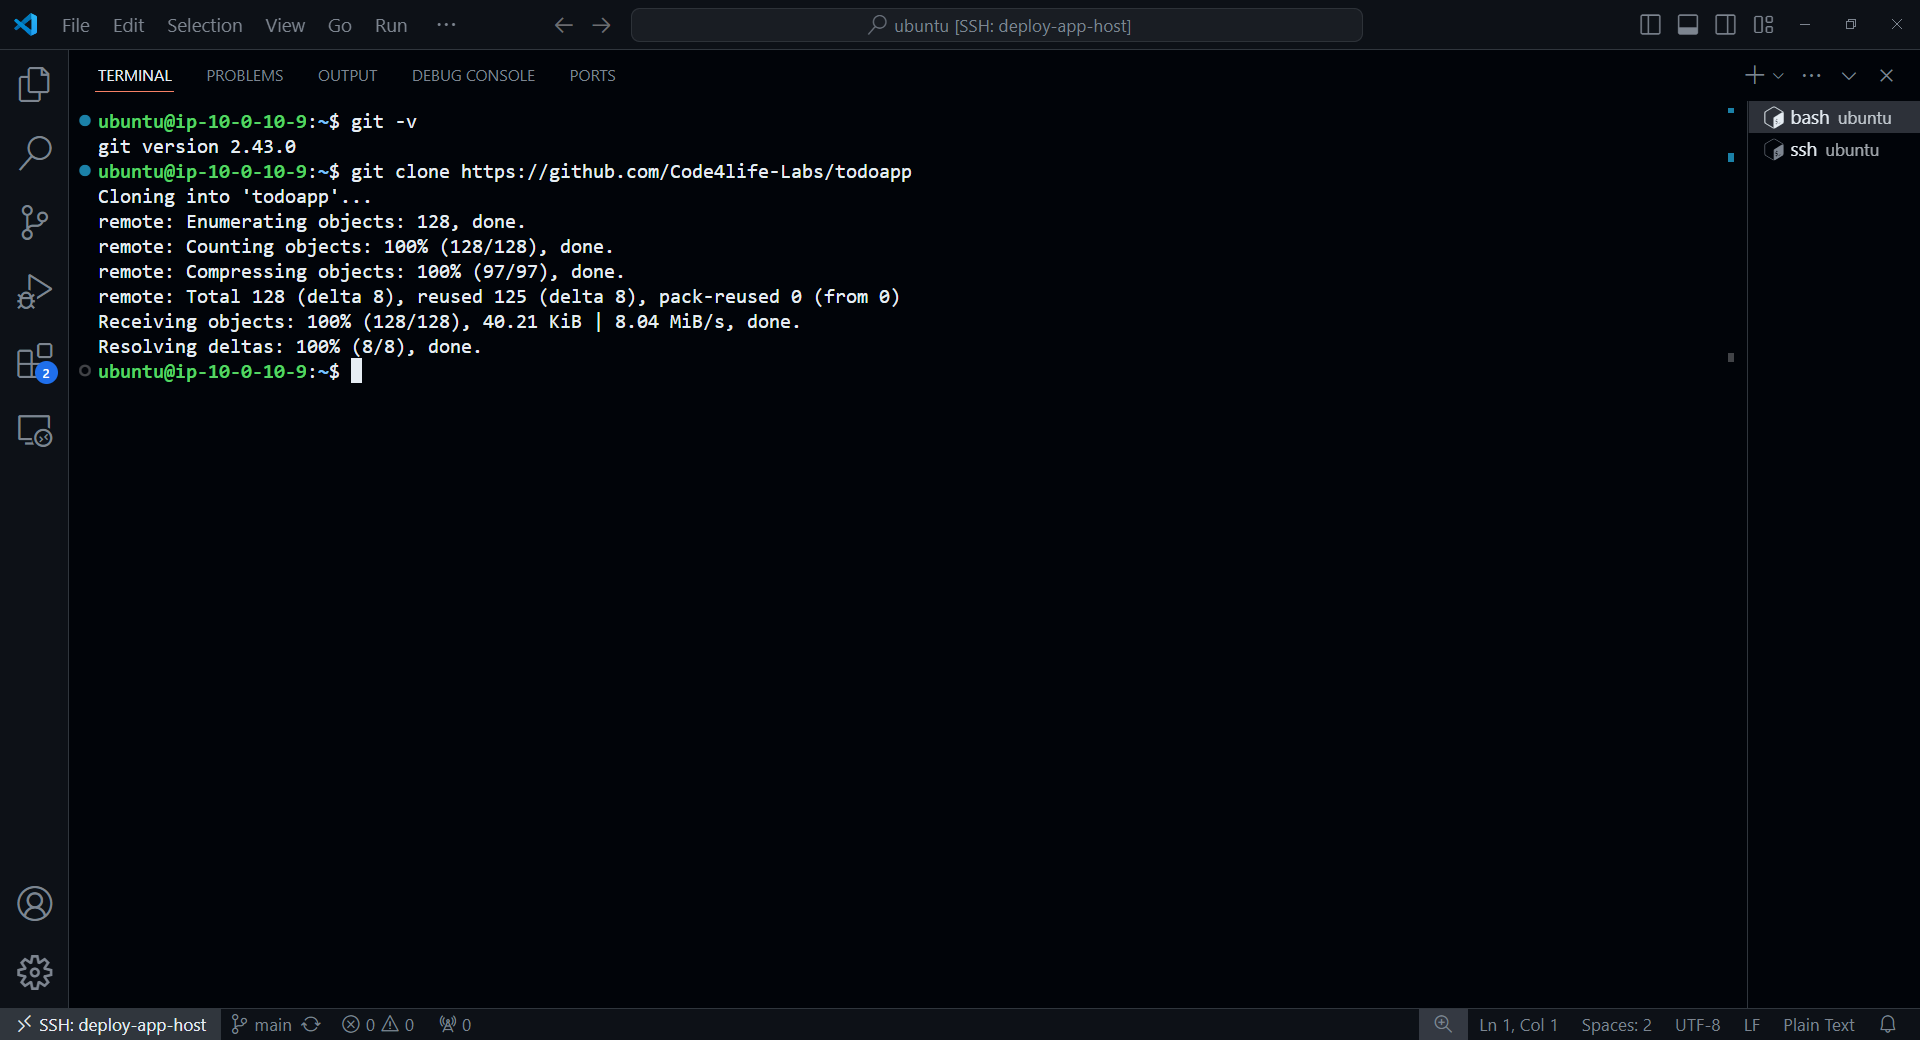 File Edit Selection View Go Run ···
ubuntu [SSH: deploy-app-host]
TERMINAL PROBLEMS OUTPUT DEBUG CONSOLE PORTS
ubuntu@ip-10-0-10-9:~$ git -v
git version 2.43.0
ubuntu@ip-10-0-10-9:~$ git clone https://github.com/Code4life-Labs/todoapp
Cloning into 'todoapp'...
remote: Enumerating objects: 128, done.
remote: Counting objects: 100% (128/128), done.
remote: Compressing objects: 100% (97/97), done.
remote: Total 128 (delta 8), reused 125 (delta 8), pack-reused 0 (from 0)
Receiving objects: 100% (128/128), 40.21 KiB | 8.04 MiB/s, done.
Resolving deltas: 100% (8/8), done.
ubuntu@ip-10-0-10-9:~$
bash ubuntu
ssh ubuntu
2
SSH: deploy-app-host main 0 0 0 Ln 1, Col 1 Spaces: 2 UTF-8 LF Plain Text